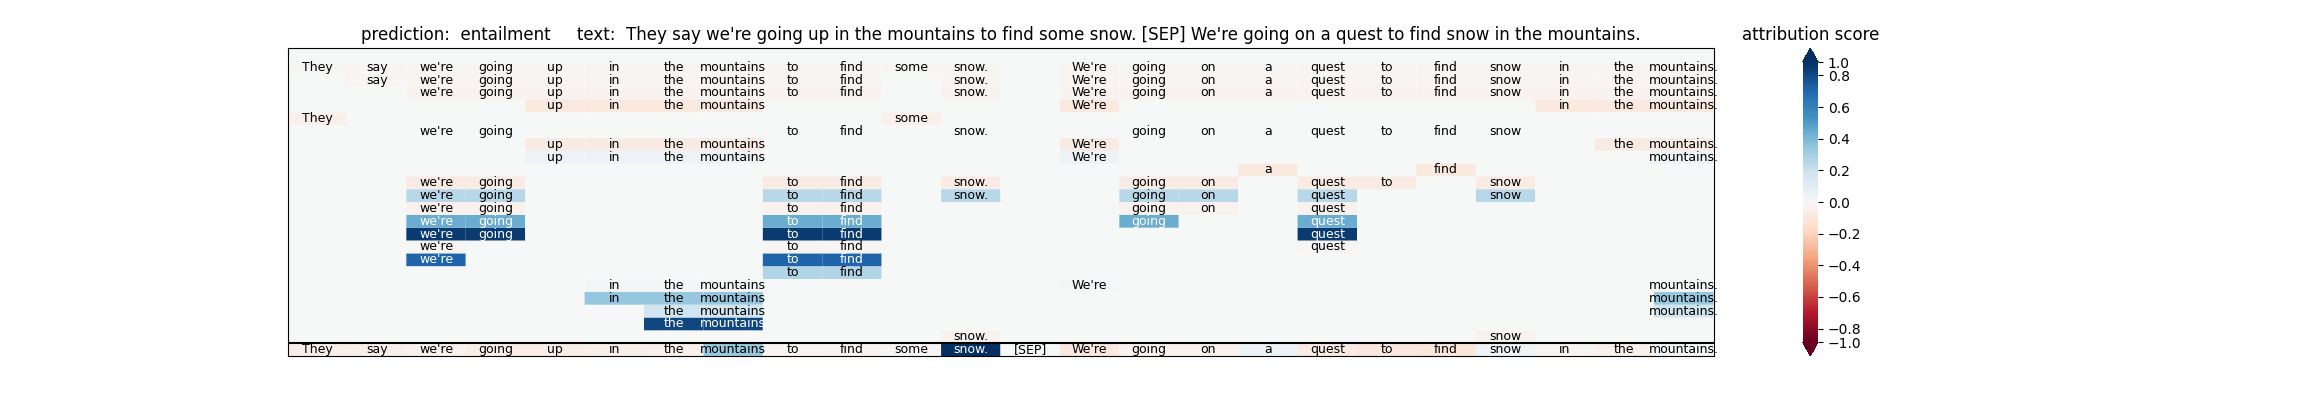 prediction: entailment text: They say we're going up in the mountains to find some snow. [SEP] We're going on a quest to find snow in the mountains. attribution score
They say we're going up in the mountains to find some snow. We're going on a quest to find snow in the mountains. 1.0
say we're going up in the mountains to find snow. We're going on a quest to find snow in the mountains. 0.8
we're going up in the mountains to find snow. We're going on a quest to find snow in the mountains.
up in the mountains We're in the mountains. 0.6
They some
we're going to find snow. going on a quest to find snow
up in the mountains We're the mountains. 0.4
up in the mountains We're mountains.
a find 0.2
we're going to find snow. going on quest to snow
we're going to find snow. going on quest snow
we're going to find going on quest 0.0
we're going to find going quest
we're going to find quest −0.2
we're to find quest
we're to find
to find −0.4
in the mountains We're mountains.
in the mountains mountains. −0.6
the mountains mountains.
the mountains −0.8
snow. snow −1.0
They say we're going up in the mountains to find some snow. [SEP] We're going on a quest to find snow in the mountains.